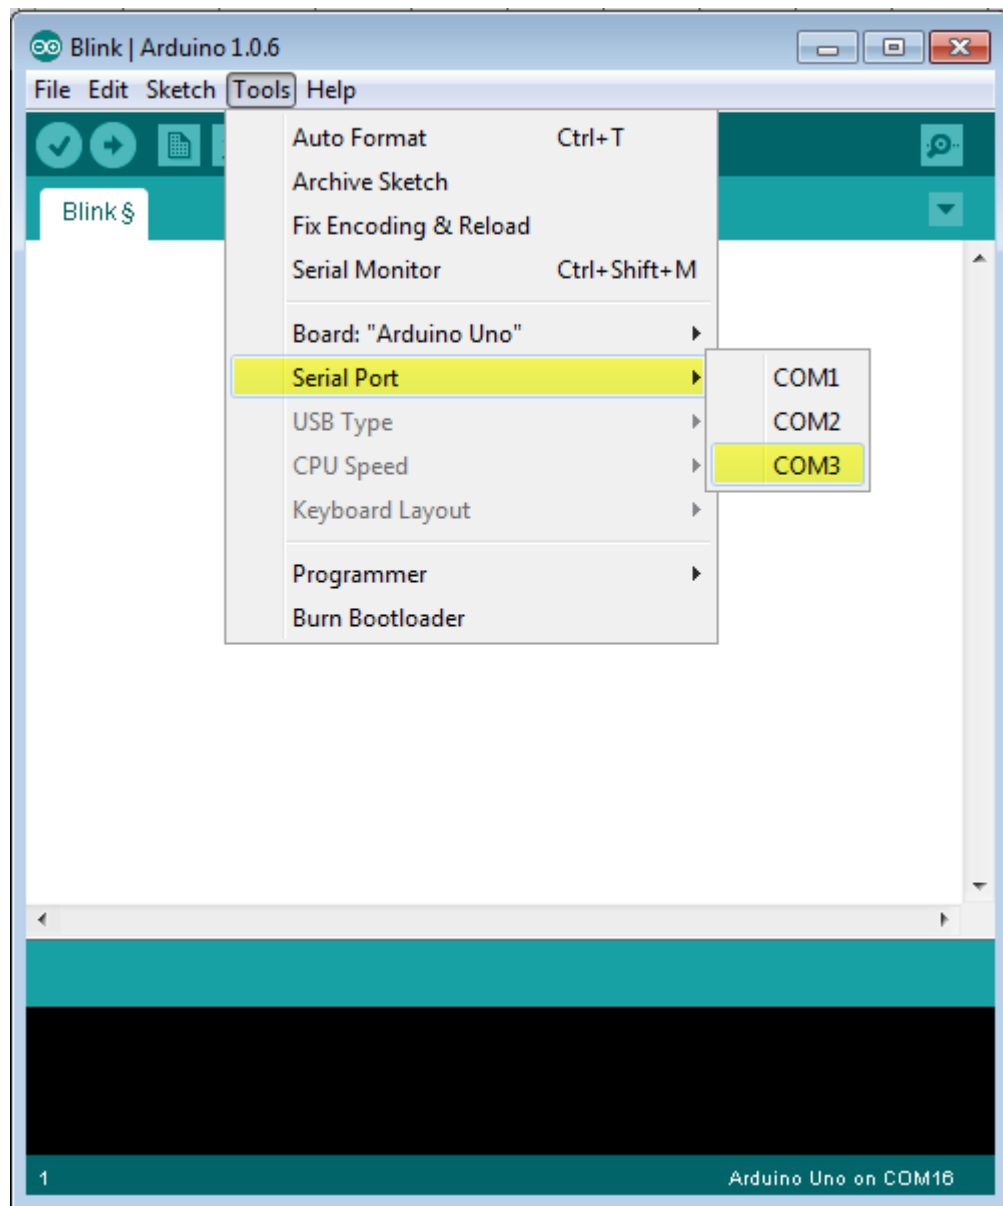 Blink | Arduino 1.0.6
File Edit Sketch Tools Help
Auto Format Ctrl+T
Archive Sketch
Blink §
Fix Encoding & Reload
Serial Monitor Ctrl+Shift+M
Board: "Arduino Uno"
Serial Port
COM1
USB Type
COM2
CPU Speed
COM3
Keyboard Layout
Programmer
Burn Bootloader
1
Arduino Uno on COM16